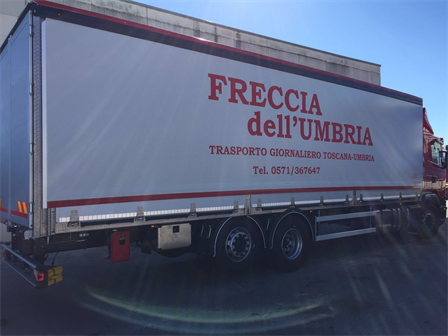 FRECCIA
dell'UMBRIA
TRASPORTO GIORNALIERO TOSCANA-UMBRIA
Tel. 0571/367647